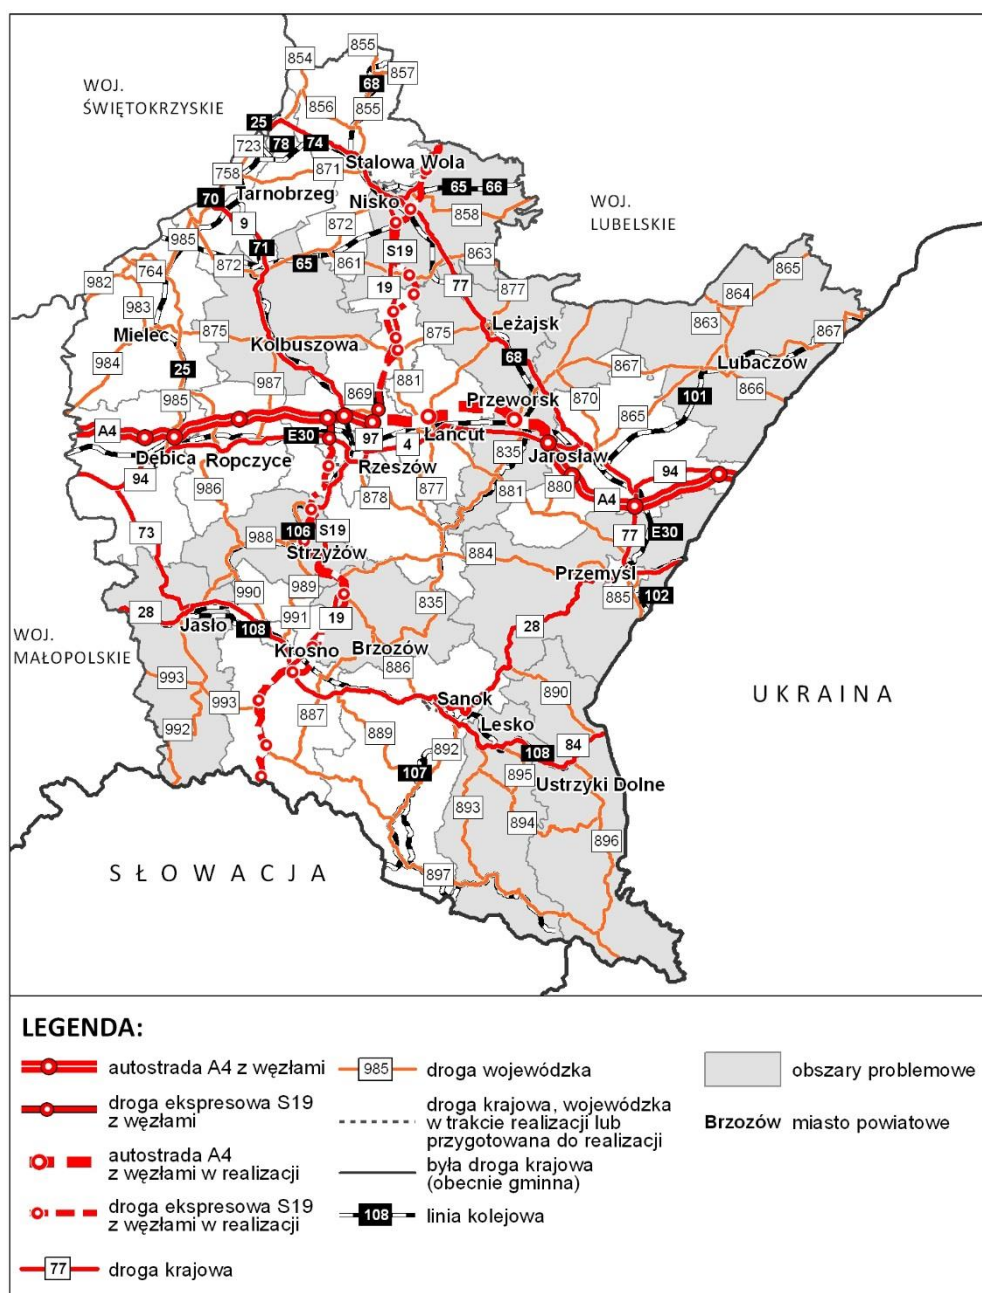 855
854
857
WOJ.
ŚWIĘTOKRZYSKIE
68
856
855
25
723
78
74
Stalowa Wola
758
871
65
66
Tarnobrzeg
70
Nisko
858
WOJ.
LUBELSKIE
9
872
985
71
S19
863
865
764
872
65
861
982
19
77
877
864
983
863
867
Mielec
875
875
Leżajsk
Kolbuszowa
68
867
Lubaczów
984
25
881
987
866
869
101
985
Przeworsk
870
865
A4
E30
97
4
Łańcut
835
Dębica
Ropczyce
Rzeszów
Jarosław
94
94
986
878
877
881
880
A4
73
106
S19
77
E30
988
Strzyżów
884
Przemyśl
989
885
102
990
835
28
991
19
28
Jasło
108
WOJ.
MAŁOPOLSKIE
Krosno
Brzozów
886
993
890
UKRAINA
993
Sanok
887
Lesko
992
889
892
84
108
107
895
Ustrzyki Dolne
893
894
896
SŁOWACJA
897
LEGENDA:
autostrada A4 z węzłami
droga ekspresowa S19
z węzłami
autostrada A4
z węzłami w realizacji
droga ekspresowa S19
z węzłami w realizacji
77 droga krajowa
985 droga wojewódzka
droga krajowa, wojewódzka
w trakcie realizacji lub
przygotowana do realizacji
była droga krajowa
(obecnie gminna)
108 linia kolejowa
obszary problemowe
Brzozów miasto powiatowe